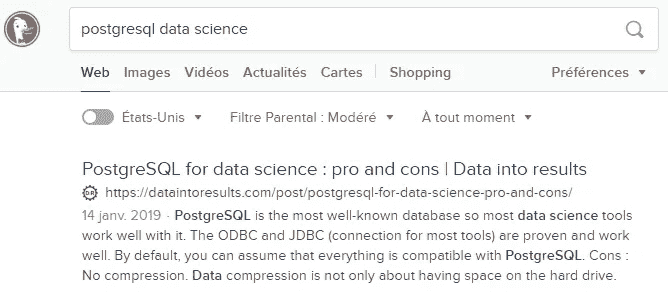 postgresql data science
Web Images Vidéos Actualités Cartes Shopping Préférences
États-Unis Filtre Parental : Modéré À tout moment
PostgreSQL for data science : pro and cons | Data into results
https://dataintoresults.com/post/postgresql-for-data-science-pro-and-cons/
14 janv. 2019 · PostgreSQL is the most well-known database so most data science tools
work well with it. The ODBC and JDBC (connection for most tools) are proven and work
well. By default, you can assume that everything is compatible with PostgreSQL. Cons :
No compression. Data compression is not only about having space on the hard drive.